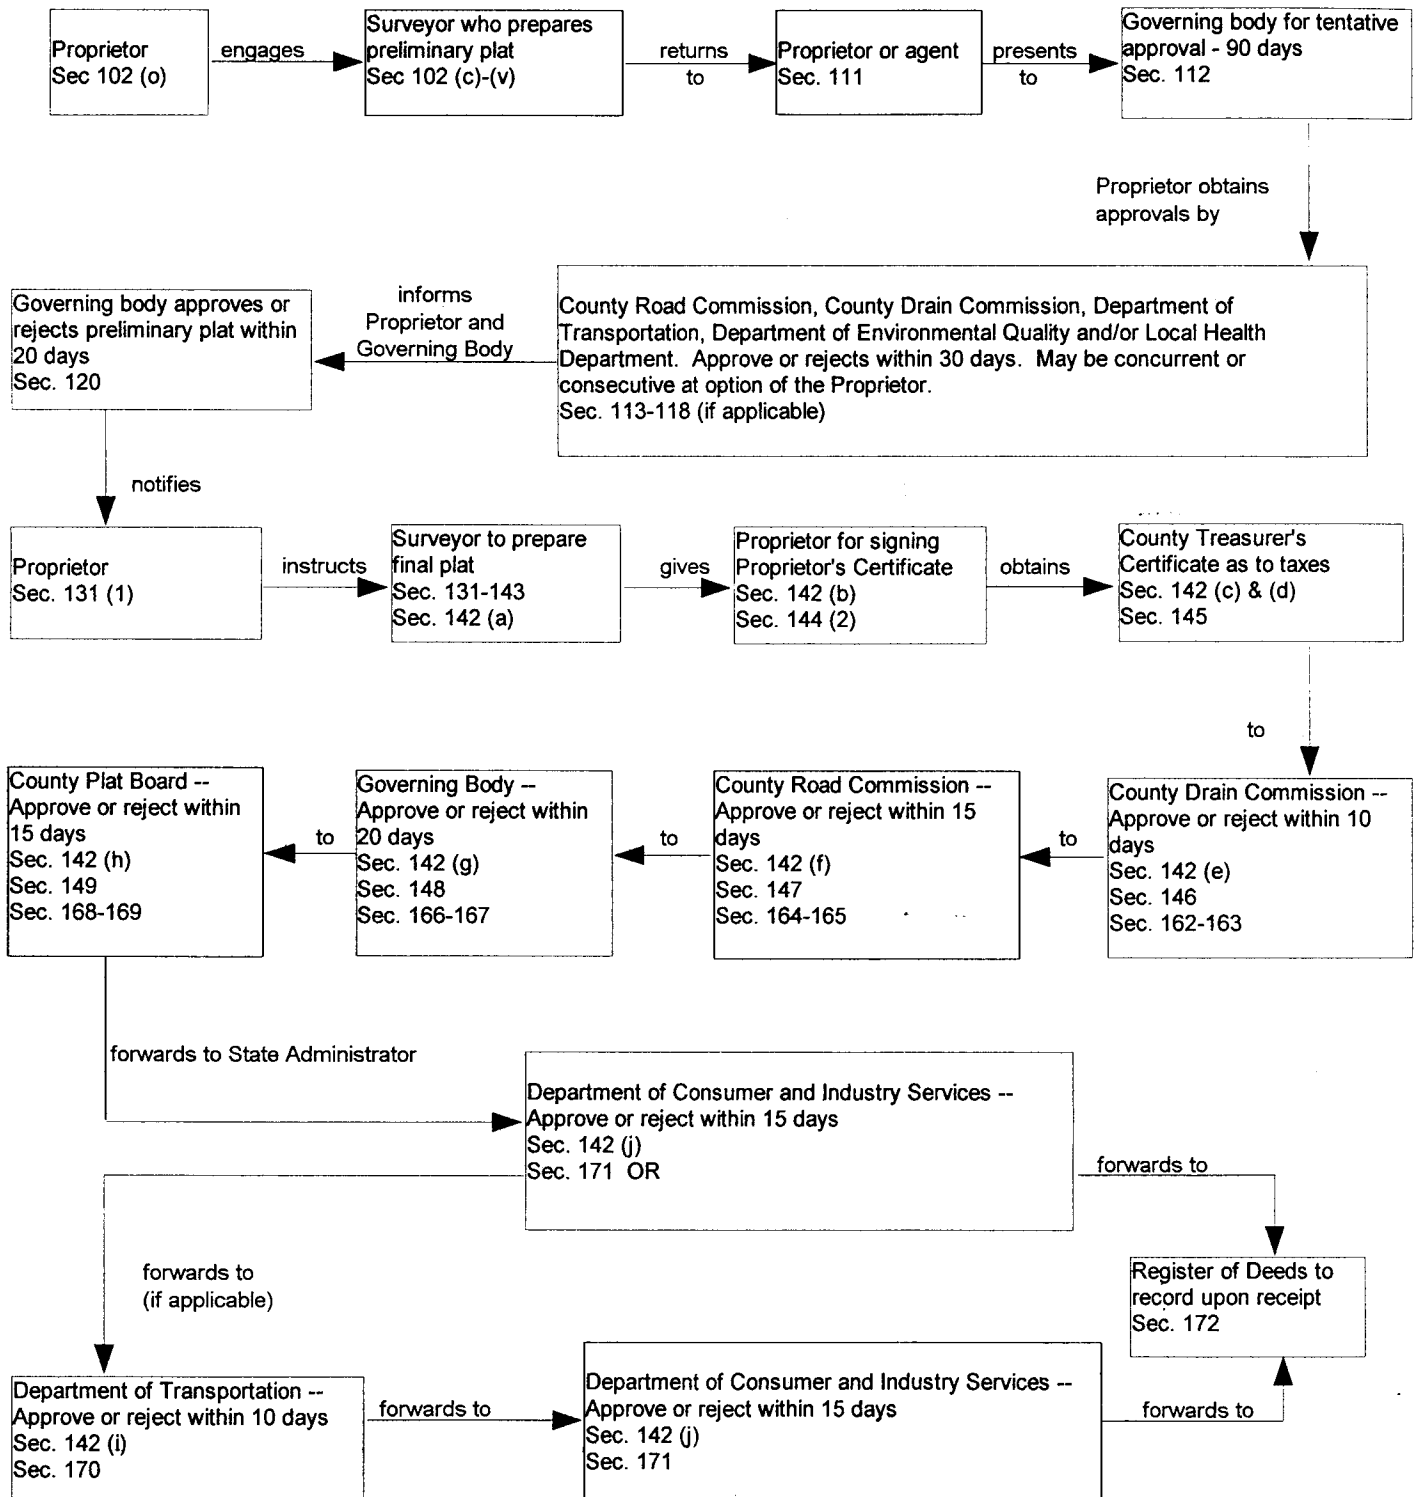 Proprietor
Sec 102 (o)
engages
Surveyor who prepares
preliminary plat
Sec 102 (c)-(v)
returns
to
Proprietor or agent
Sec. 111
presents
to
Governing body for tentative
approval - 90 days
Sec. 112
Proprietor obtains
approvals by
County Road Commission, County Drain Commission, Department of
Transportation, Department of Environmental Quality and/or Local Health
Department. Approve or rejects within 30 days. May be concurrent or
consecutive at option of the Proprietor.
Sec. 113-118 (if applicable)
informs
Proprietor and
Governing Body
Governing body approves or
rejects preliminary plat within
20 days
Sec. 120
notifies
Proprietor
Sec. 131 (1)
instructs
Surveyor to prepare
final plat
Sec. 131-143
Sec. 142 (a)
gives
Proprietor for signing
Proprietor's Certificate
Sec. 142 (b)
Sec. 144 (2)
obtains
County Treasurer's
Certificate as to taxes
Sec. 142 (c) & (d)
Sec. 145
to
County Drain Commission --
Approve or reject within 10
days
Sec. 142 (e)
Sec. 146
Sec. 162-163
to
County Road Commission --
Approve or reject within 15
days
Sec. 142 (f)
Sec. 147
Sec. 164-165
to
Governing Body --
Approve or reject within
20 days
Sec. 142 (g)
Sec. 148
Sec. 166-167
to
County Plat Board --
Approve or reject within
15 days
Sec. 142 (h)
Sec. 149
Sec. 168-169
forwards to State Administrator
Department of Consumer and Industry Services --
Approve or reject within 15 days
Sec. 142 (j)
Sec. 171 OR
forwards to
forwards to
(if applicable)
Register of Deeds to
record upon receipt
Sec. 172
Department of Transportation --
Approve or reject within 10 days
Sec. 142 (i)
Sec. 170
forwards to
Department of Consumer and Industry Services --
Approve or reject within 15 days
Sec. 142 (j)
Sec. 171
forwards to